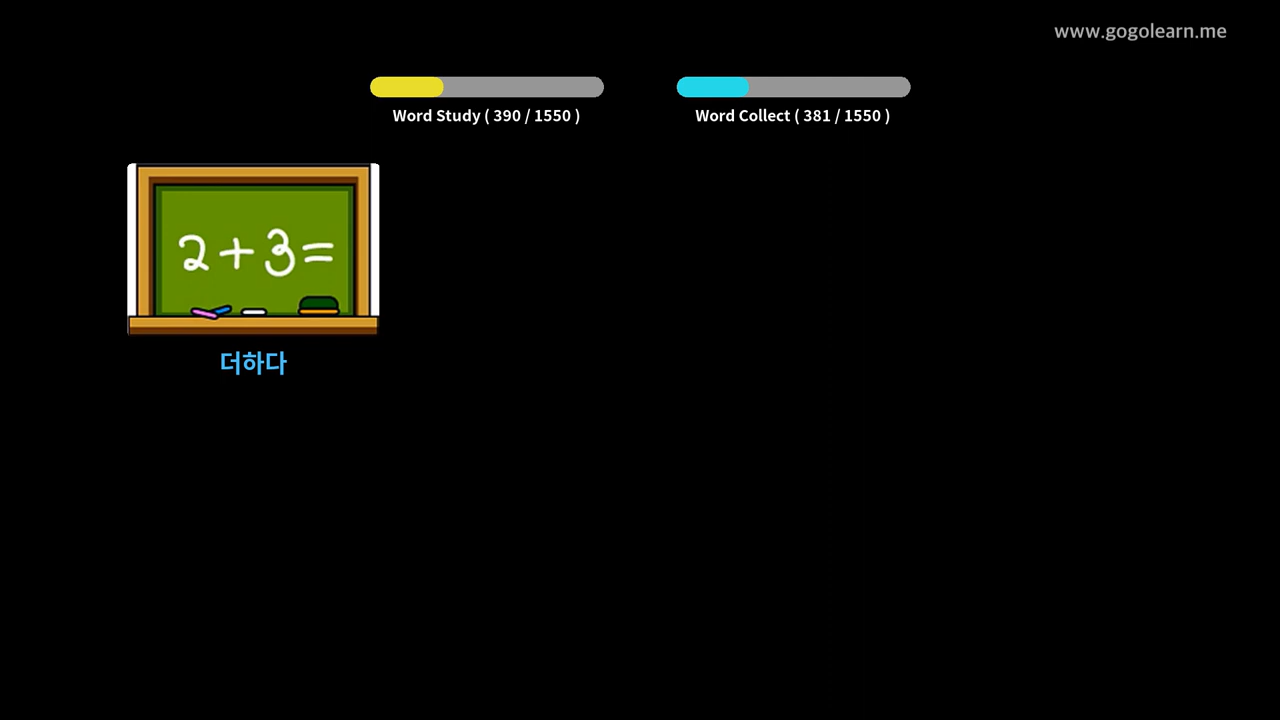 www.gogolearn.me
Word Study ( 390 / 1550 )
Word Collect ( 381 / 1550 )
2+3=
더하다